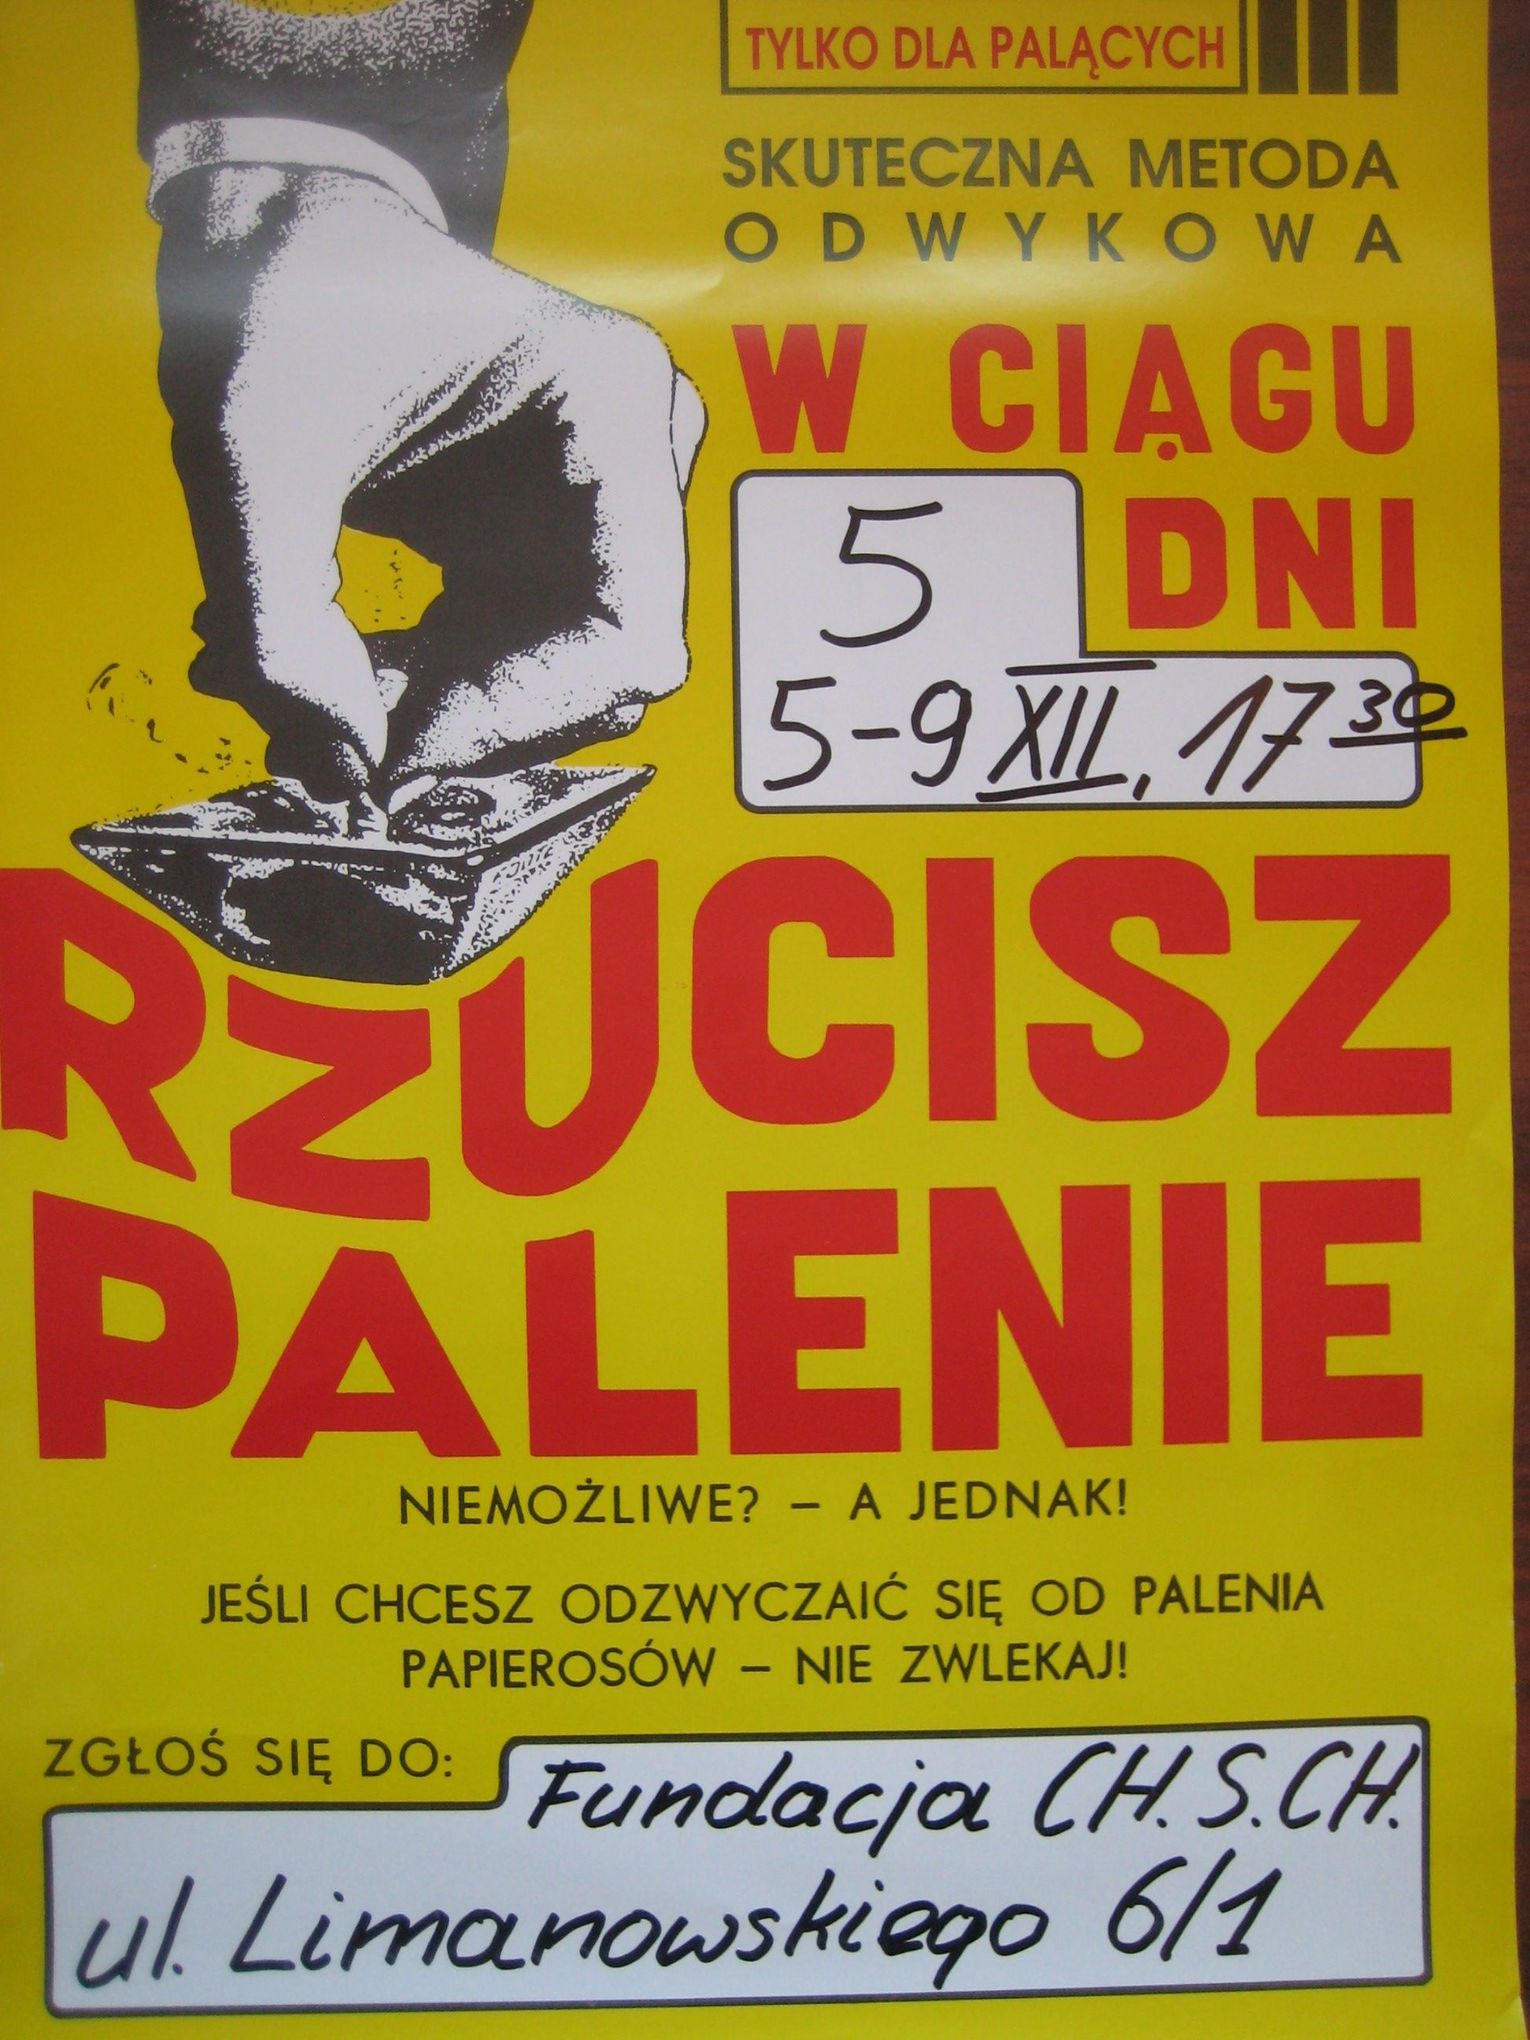 TYLKO DLA PALĄCYCH
SKUTECZNA METODA
ODWYKOWA
W CIĄGU
5 DNI
5-9 XII, 17 30
RZUCISZ
PALENIE
NIEMOŻLIWE? – A JEDNAK!
JEŚLI CHCESZ ODZWYCZAIĆ SIĘ OD PALENIA
PAPIEROSÓW – NIE ZWLEKAJ!
ZGŁOŚ SIĘ DO: Fundacja CH.S.CH.
ul. Limanowskiego 6/1